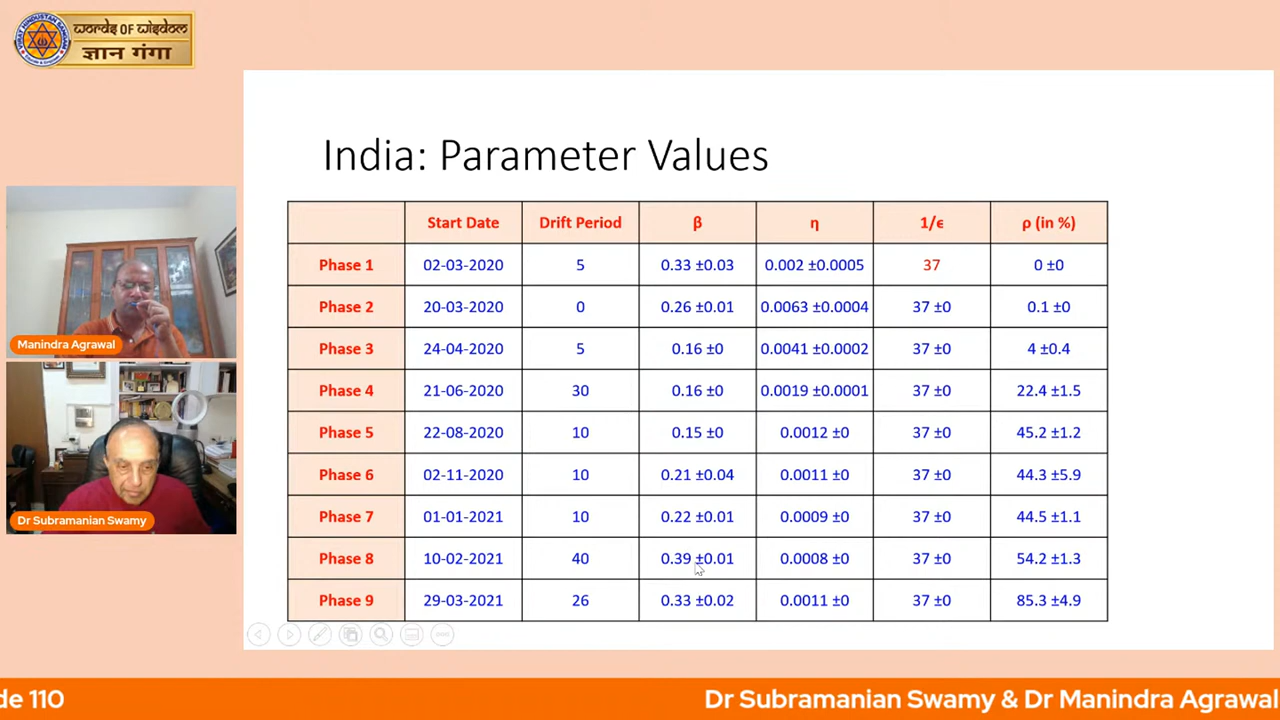 words of wisdom
ज्ञान गंगा
India: Parameter Values
Start Date Drift Period β η 1/ϵ ρ (in %)
Phase 1 02-03-2020 5 0.33 ±0.03 0.002 ±0.0005 37 0 ±0
Phase 2 20-03-2020 0 0.26 ±0.01 0.0063 ±0.0004 37 ±0 0.1 ±0
Phase 3 24-04-2020 5 0.16 ±0 0.0041 ±0.0002 37 ±0 4 ±0.4
Phase 4 21-06-2020 30 0.16 ±0 0.0019 ±0.0001 37 ±0 22.4 ±1.5
Phase 5 22-08-2020 10 0.15 ±0 0.0012 ±0 37 ±0 45.2 ±1.2
Phase 6 02-11-2020 10 0.21 ±0.04 0.0011 ±0 37 ±0 44.3 ±5.9
Phase 7 01-01-2021 10 0.22 ±0.01 0.0009 ±0 37 ±0 44.5 ±1.1
Phase 8 10-02-2021 40 0.39 ±0.01 0.0008 ±0 37 ±0 54.2 ±1.3
Phase 9 29-03-2021 26 0.33 ±0.02 0.0011 ±0 37 ±0 85.3 ±4.9
Manindra Agrawal
Dr Subramanian Swamy
de 110
Dr Subramanian Swamy & Dr Manindra Agrawal